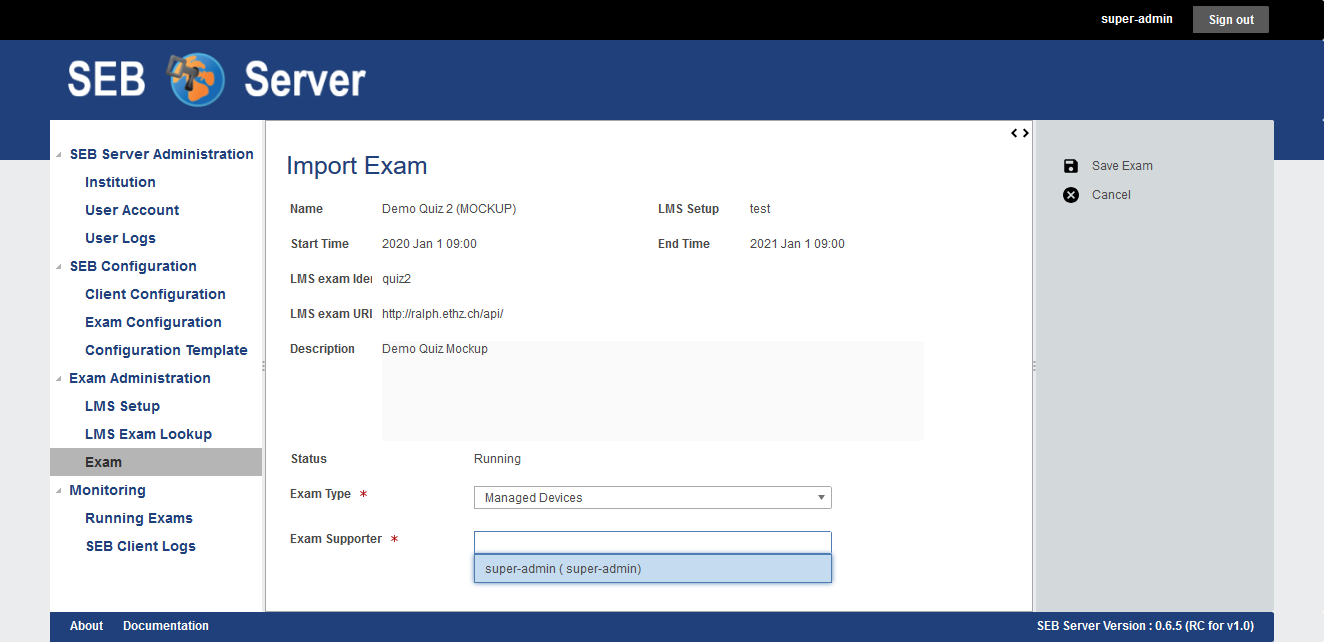 super-admin Sign out
SEB Server
SEB Server Administration
Institution
User Account
User Logs
SEB Configuration
Client Configuration
Exam Configuration
Configuration Template
Exam Administration
LMS Setup
LMS Exam Lookup
Exam
Monitoring
Running Exams
SEB Client Logs
Import Exam
Name Demo Quiz 2 (MOCKUP) LMS Setup test
Start Time 2020 Jan 1 09:00 End Time 2021 Jan 1 09:00
LMS exam Iden quiz2
LMS exam URL http://ralph.ethz.ch/api/
Description Demo Quiz Mockup
Status Running
Exam Type * Managed Devices
Exam Supporter *
super-admin ( super-admin)
Save Exam
Cancel
About Documentation SEB Server Version : 0.6.5 (RC for v1.0)